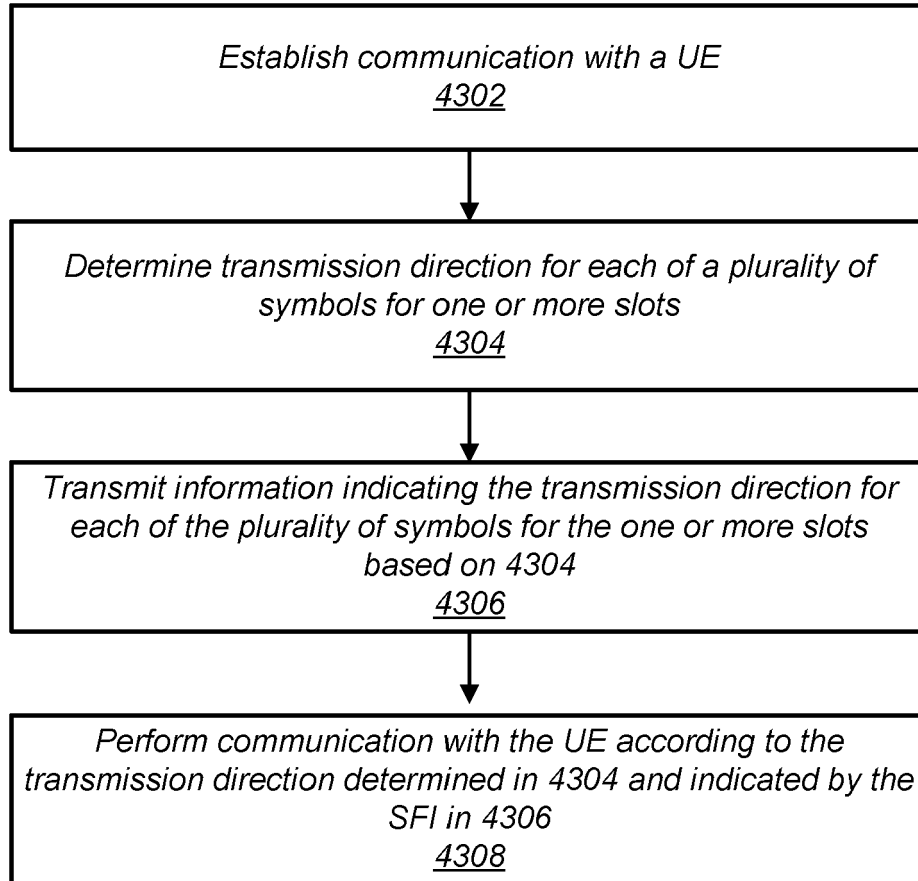 Establish communication with a UE
4302
Determine transmission direction for each of a plurality of
symbols for one or more slots
4304
Transmit information indicating the transmission direction for
each of the plurality of symbols for the one or more slots
based on 4304
4306
Perform communication with the UE according to the
transmission direction determined in 4304 and indicated by the
SFI in 4306
4308